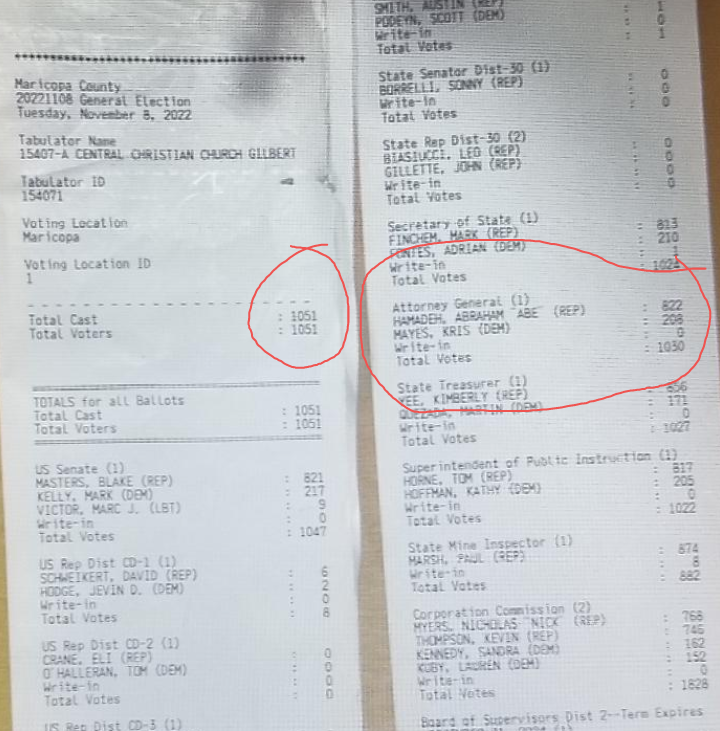 ****************************************
Maricopa County
20221108 General Election
Tuesday, November 8, 2022
Tabulator Name
15407-A CENTRAL CHRISTIAN CHURCH GILBERT
Tabulator ID
154071
Voting Location
Maricopa
Voting Location ID
1
- - - - - - - - - - - - - - - - - - -
Total Cast : 1051
Total Voters : 1051
========================================
TOTALS for all Ballots
Total Cast : 1051
Total Voters : 1051
========================================
US Senate (1)
MASTERS, BLAKE (REP) : 821
KELLY, MARK (DEM) : 217
VICTOR, MARC J. (LBT) : 9
Write-in : 0
Total Votes : 1047
US Rep Dist CD-1 (1)
SCHWEIKERT, DAVID (REP) : 6
HODGE, JEVIN D. (DEM) : 2
Write-in : 0
Total Votes : 8
US Rep Dist CD-2 (1)
CRANE, ELI (REP) : 0
O'HALLERAN, TOM (DEM) : 0
Write-in : 0
Total Votes : 0
US Rep Dist CD-3 (1)
SMITH, AUSTIN (REP) : 1
PODEYN, SCOTT (DEM) : 0
Write-in : 1
Total Votes
State Senator Dist-30 (1)
BORRELLI, SONNY (REP) : 0
Write-in : 0
Total Votes : 0
State Rep Dist-30 (2)
BIASIUCCI, LEO (REP) : 0
GILLETTE, JOHN (REP) : 0
Write-in : 0
Total Votes : 0
Secretary of State (1)
FINCHEM, MARK (REP) : 813
FONTES, ADRIAN (DEM) : 210
Write-in : 1
Total Votes : 1024
Attorney General (1)
HAMADEH, ABRAHAM "ABE" (REP) : 822
MAYES, KRIS (DEM) : 208
Write-in : 0
Total Votes : 1030
State Treasurer (1)
YEE, KIMBERLY (REP) : 856
QUEZADA, MARTIN (DEM) : 171
Write-in : 0
Total Votes : 1027
Superintendent of Public Instruction (1)
HORNE, TOM (REP) : 817
HOFFMAN, KATHY (DEM) : 205
Write-in : 0
Total Votes : 1022
State Mine Inspector (1)
MARSH, PAUL (REP) : 874
Write-in : 8
Total Votes : 882
Corporation Commission (2)
MYERS, NICHOLAS "NICK" (REP) : 768
THOMPSON, KEVIN (REP) : 746
KENNEDY, SANDRA (DEM) : 162
KUBY, LAUREN (DEM) : 152
Write-in : 0
Total Votes : 1828
Board of Supervisors Dist 2--Term Expires